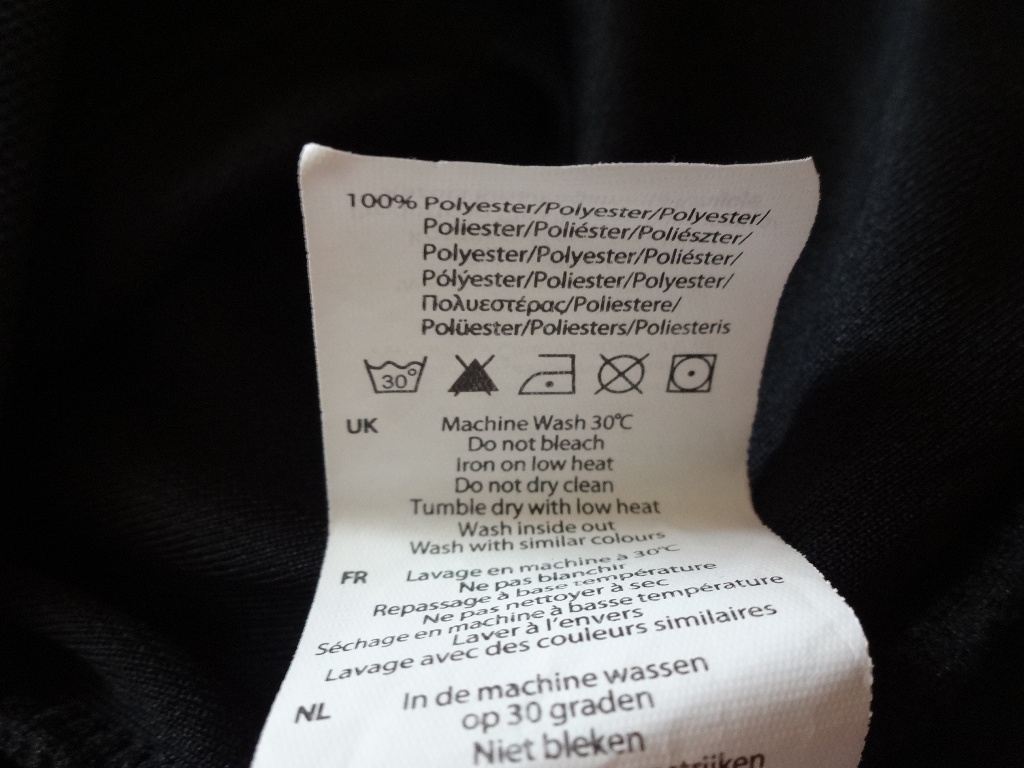 100% Polyester/Polyester/Polyester/
Poliester/Poliéster/Poliészter/
Polyester/Polyester/Poliéster/
Pólýester/Poliester/Polyester/
Πολυεστέρας/Poliestere/
Polüester/Poliesters/Poliesteris
30°
UK Machine Wash 30°C
Do not bleach
Iron on low heat
Do not dry clean
Tumble dry with low heat
Wash inside out
Wash with similar colours
FR Lavage en machine à 30°C
Ne pas blanchir
Repassage à base température
Ne pas nettoyer à sec
Séchage en machine à basse température
Laver à l'envers
Lavage avec des couleurs similaires
NL In de machine wassen
op 30 graden
Niet bleken